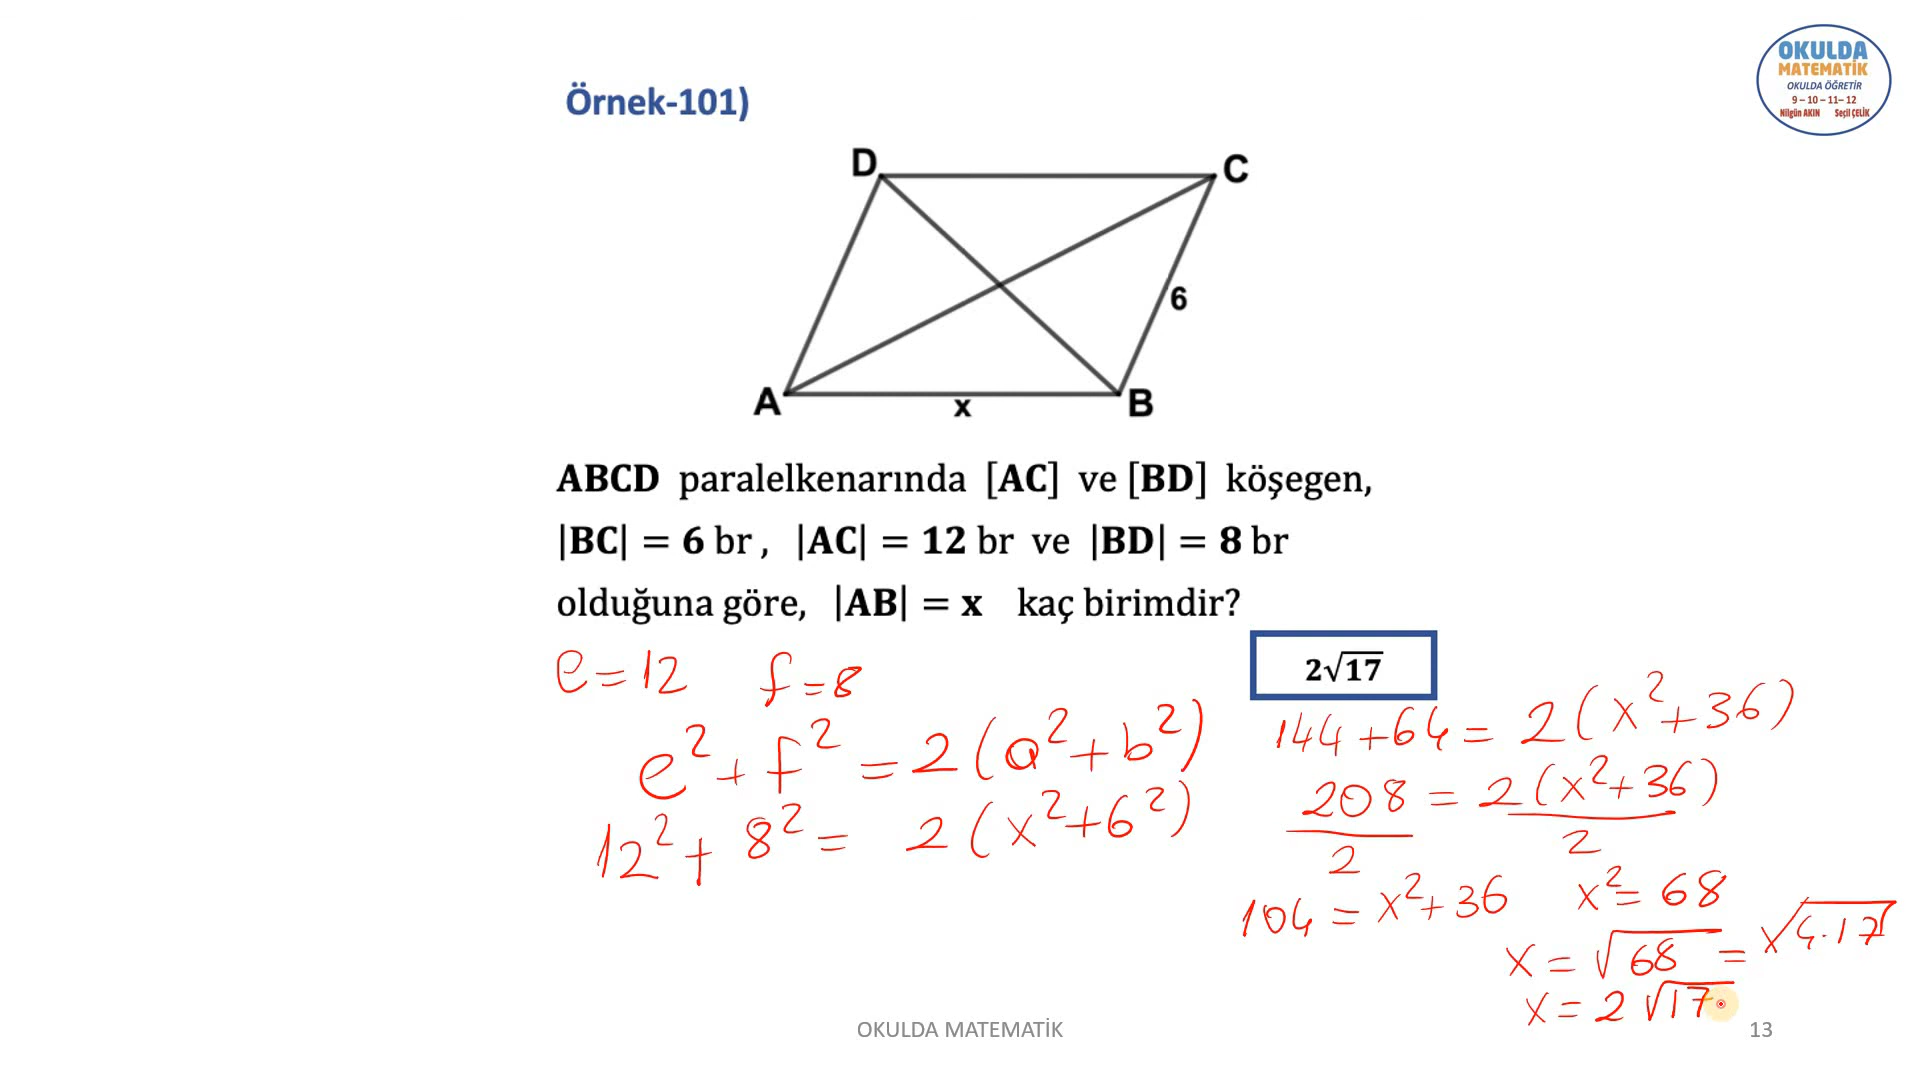 OKULDA
MATEMATİK
OKULDA ÖĞRETİR
9 – 10 – 11– 12
Nilgün AKIN Seçil ÇELİK
Örnek-101)
D
C
6
A
x
B
ABCD paralelkenarında [AC] ve [BD] köşegen,
|BC| = 6 br , |AC| = 12 br ve |BD| = 8 br
olduğuna göre, |AB| = x kaç birimdir?
2√17
e = 12 f = 8
e² + f² = 2(a² + b²)
12² + 8² = 2(x² + 6²)
144 + 64 = 2(x² + 36)
208/2 = 2(x² + 36)/2
104 = x² + 36 x² = 68
x = √68 = √4.17
x = 2√17
OKULDA MATEMATİK
13